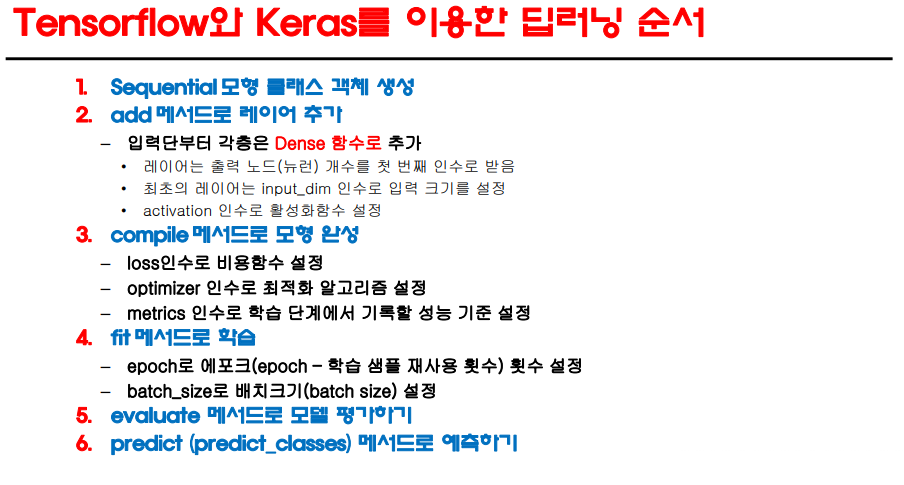 Tensorflow와 Keras를 이용한 딥러닝 순서
1. Sequential 모형 클래스 객체 생성
2. add 메서드로 레이어 추가
– 입력단부터 각층은 Dense 함수로 추가
• 레이어는 출력 노드(뉴런) 개수를 첫 번째 인수로 받음
• 최초의 레이어는 input_dim 인수로 입력 크기를 설정
• activation 인수로 활성화함수 설정
3. compile 메서드로 모형 완성
– loss인수로 비용함수 설정
– optimizer 인수로 최적화 알고리즘 설정
– metrics 인수로 학습 단계에서 기록할 성능 기준 설정
4. fit 메서드로 학습
– epoch로 에포크(epoch – 학습 샘플 재사용 횟수) 횟수 설정
– batch_size로 배치크기(batch size) 설정
5. evaluate 메서드로 모델 평가하기
6. predict (predict_classes) 메서드로 예측하기